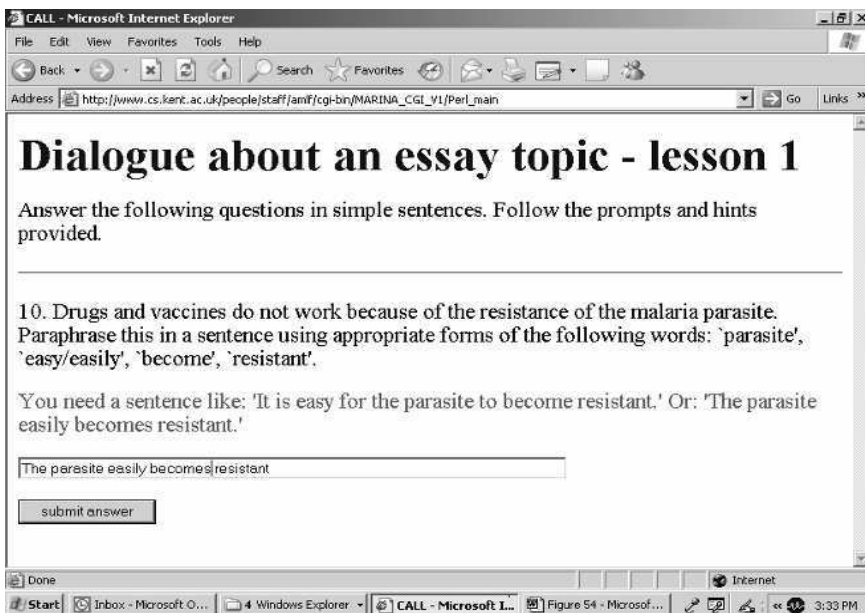 CALL - Microsoft Internet Explorer
File Edit View Favorites Tools Help
Back Search Favorites
Address http://www.cs.kent.ac.uk/people/staff/amlf/cgi-bin/MARINA_CGI_V1/Perl_main Go Links »
Dialogue about an essay topic - lesson 1
Answer the following questions in simple sentences. Follow the prompts and hints
provided.
10. Drugs and vaccines do not work because of the resistance of the malaria parasite.
Paraphrase this in a sentence using appropriate forms of the following words: `parasite',
`easy/easily', `become', `resistant'.
You need a sentence like: 'It is easy for the parasite to become resistant.' Or: 'The parasite
easily becomes resistant.'
The parasite easily becomes resistant
submit answer
Done Internet
Start Inbox - Microsoft O... 4 Windows Explorer CALL - Microsoft I... Figure 54 - Microsof... « 3:33 PM